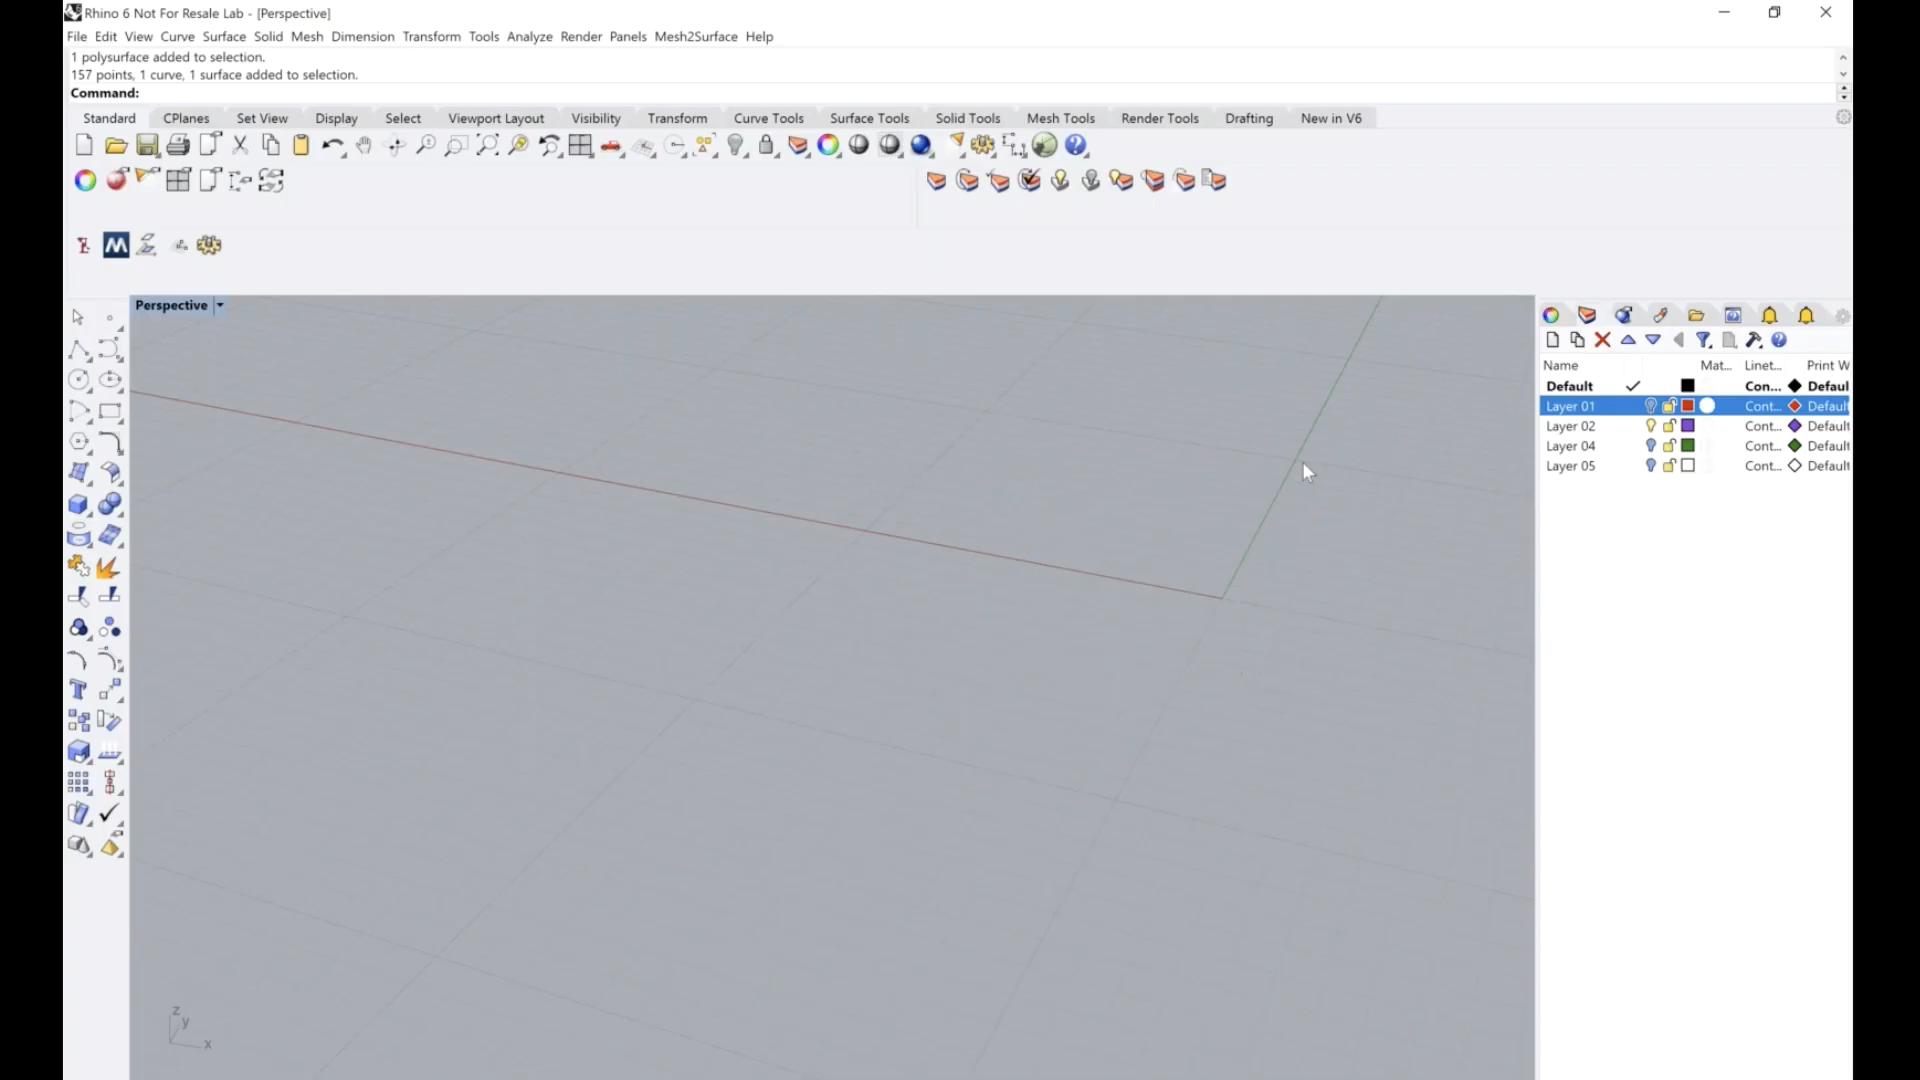 Rhino 6 Not For Resale Lab - [Perspective]
File Edit View Curve Surface Solid Mesh Dimension Transform Tools Analyze Render Panels Mesh2Surface Help
1 polysurface added to selection.
157 points, 1 curve, 1 surface added to selection.
Command:
Standard CPlanes Set View Display Select Viewport Layout Visibility Transform Curve Tools Surface Tools Solid Tools Mesh Tools Render Tools Drafting New in V6
Perspective
Name Mat... Linet... Print W
Default Con... Defaul
Layer 01 Cont... Default
Layer 02 Cont... Default
Layer 04 Cont... Default
Layer 05 Cont... Default
z
y
x